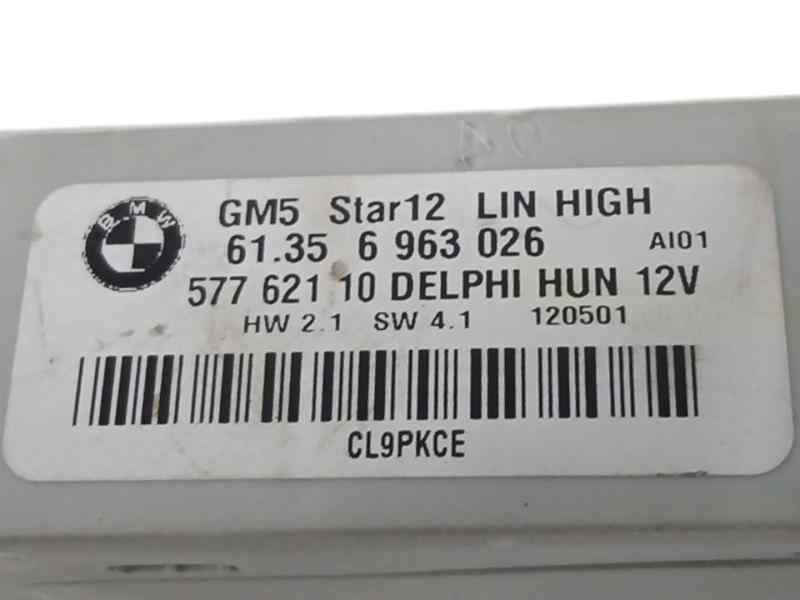 BMW
GM5 Star12 LIN HIGH
61.35 6 963 026 AI01
577 621 10 DELPHI HUN 12V
HW 2.1 SW 4.1 120501
CL9PKCE